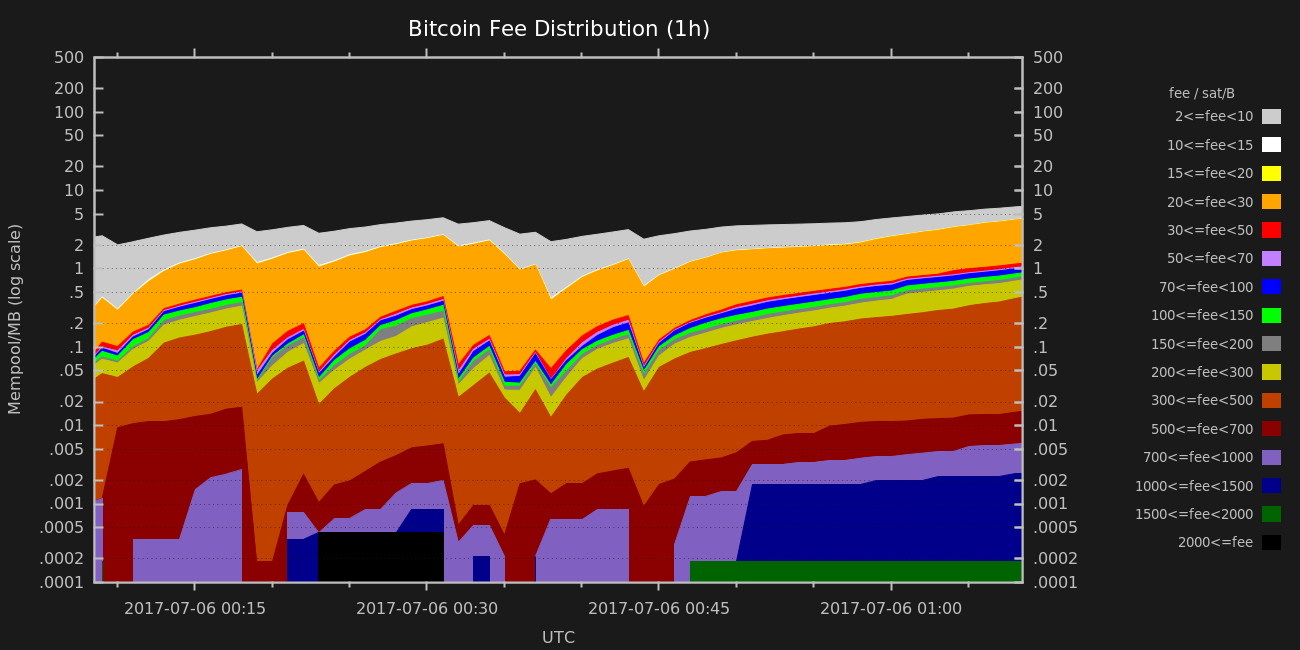 Bitcoin Fee Distribution (1h)
Mempool/MB (log scale)
500
200
100
50
20
10
5
2
1
.5
.2
.1
.05
.02
.01
.005
.002
.001
.0005
.0002
.0001
500
200
100
50
20
10
5
2
1
.5
.2
.1
.05
.02
.01
.005
.002
.001
.0005
.0002
.0001
2017-07-06 00:15
2017-07-06 00:30
2017-07-06 00:45
2017-07-06 01:00
UTC
fee / sat/B
2<=fee<10
10<=fee<15
15<=fee<20
20<=fee<30
30<=fee<50
50<=fee<70
70<=fee<100
100<=fee<150
150<=fee<200
200<=fee<300
300<=fee<500
500<=fee<700
700<=fee<1000
1000<=fee<1500
1500<=fee<2000
2000<=fee